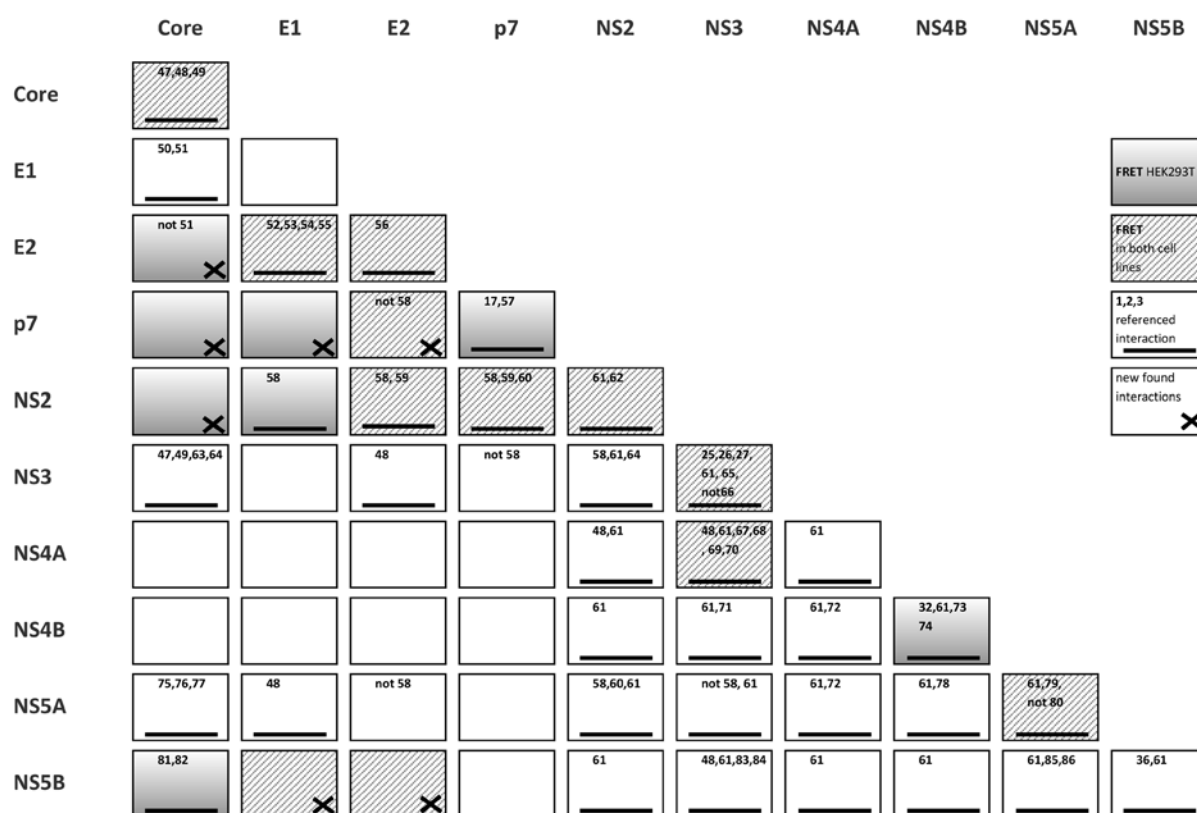 Core E1 E2 p7 NS2 NS3 NS4A NS4B NS5A NS5B
Core 47,48,49
E1 50,51
FRET HEK293T
E2 not 51 52,53,54,55 56
FRET
in both cell
lines
p7 not 58 17,57
1,2,3
referenced
interaction
NS2 58 58, 59 58,59,60 61,62
new found
interactions
NS3 47,49,63,64 48 not 58 58,61,64 25,26,27,
61, 65,
not66
NS4A 48,61 48,61,67,68 61
, 69,70
NS4B 61 61,71 61,72 32,61,73
74
NS5A 75,76,77 48 not 58 58,60,61 not 58, 61 61,72 61,78 61,79,
not 80
NS5B 81,82 61 48,61,83,84 61 61 61,85,86 36,61